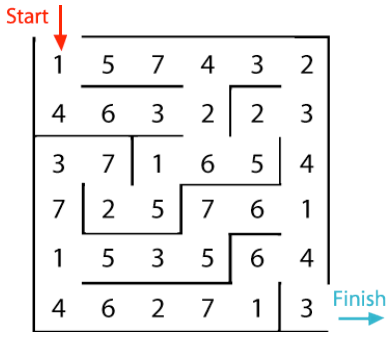 Start
1 5 7 4 3 2
4 6 3 2 2 3
3 7 1 6 5 4
7 2 5 7 6 1
1 5 3 5 6 4
4 6 2 7 1 3
Finish